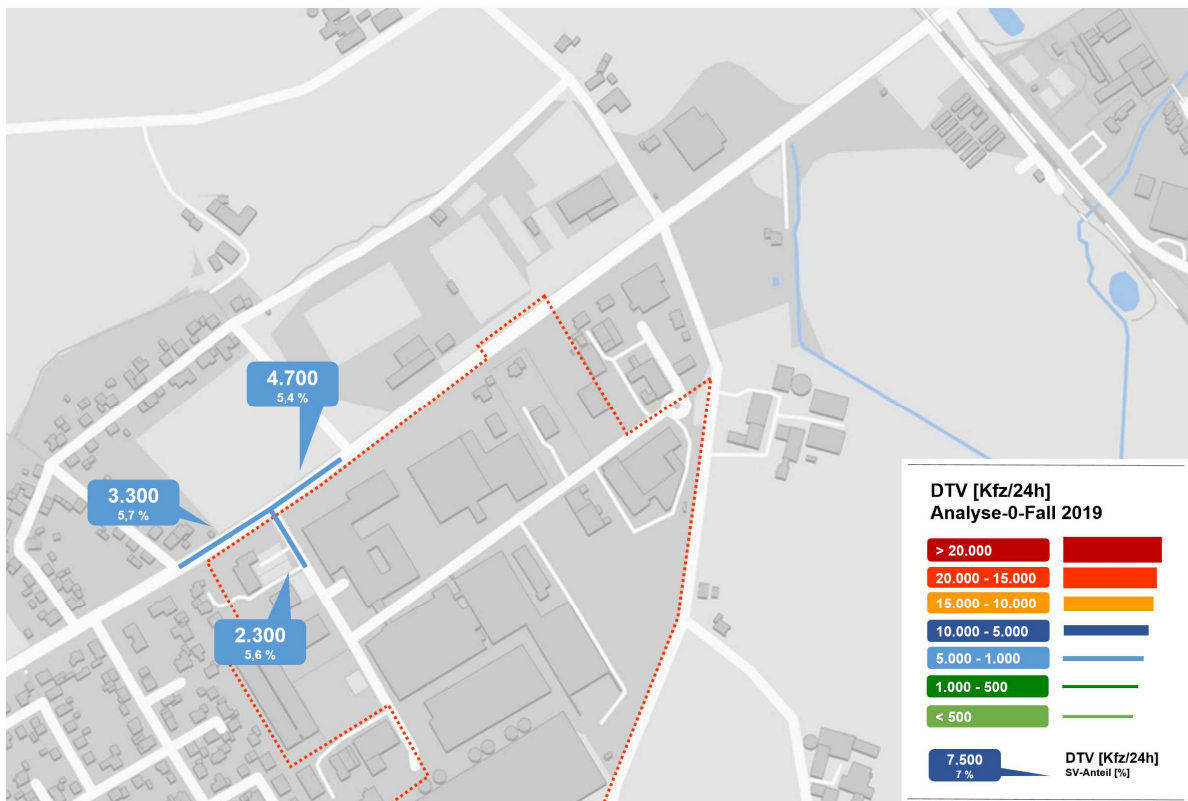 4.700
5,4 %
3.300
5,7 %
2.300
5,6 %
DTV [Kfz/24h]
Analyse-0-Fall 2019
> 20.000
20.000 - 15.000
15.000 - 10.000
10.000 - 5.000
5.000 - 1.000
1.000 - 500
< 500
7.500
7 %
DTV [Kfz/24h]
SV-Anteil [%]